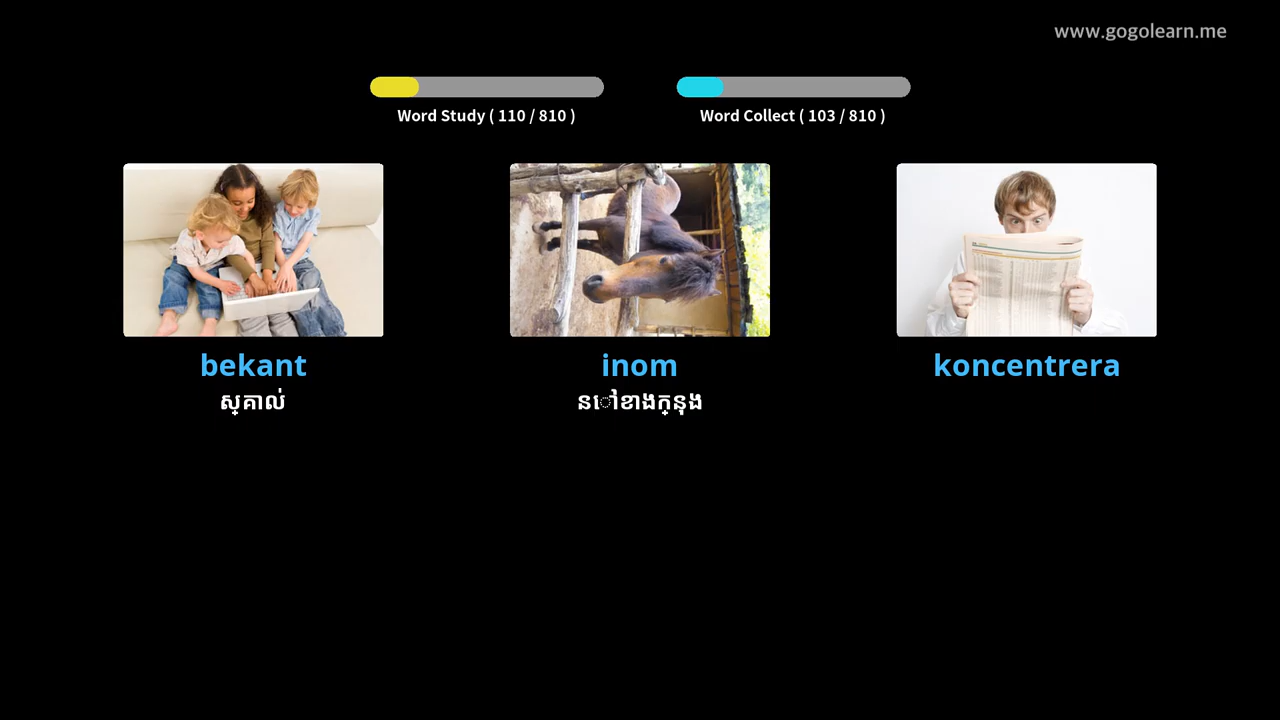 www.gogolearn.me
Word Study ( 110 / 810 )
Word Collect ( 103 / 810 )
bekant
inom
koncentrera
ស្គាល់
នៅខាងក្នុង